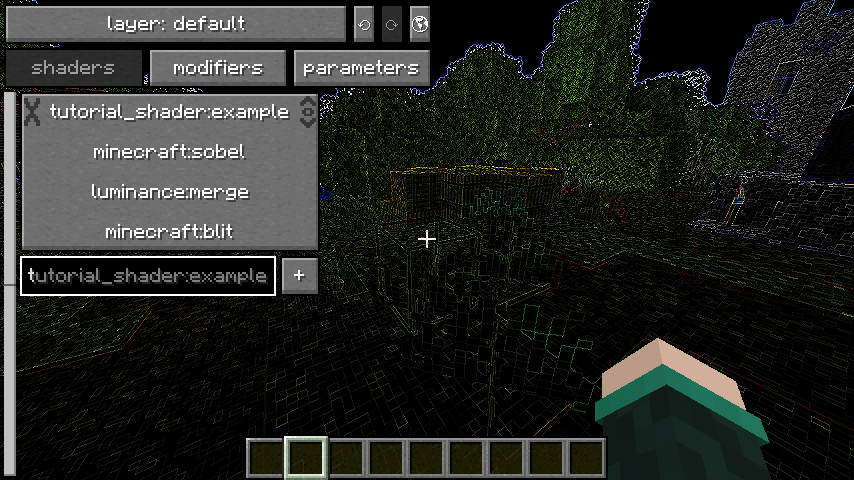 layer: default
shaders modifiers parameters
tutorial_shader:example
minecraft:sobel
luminance:merge
minecraft:blit
tutorial_shader:example +